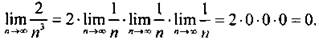 lim_{n→∞} 2/n³ = 2 · lim_{n→∞} 1/n · lim_{n→∞} 1/n · lim_{n→∞} 1/n = 2 · 0 · 0 · 0 = 0.